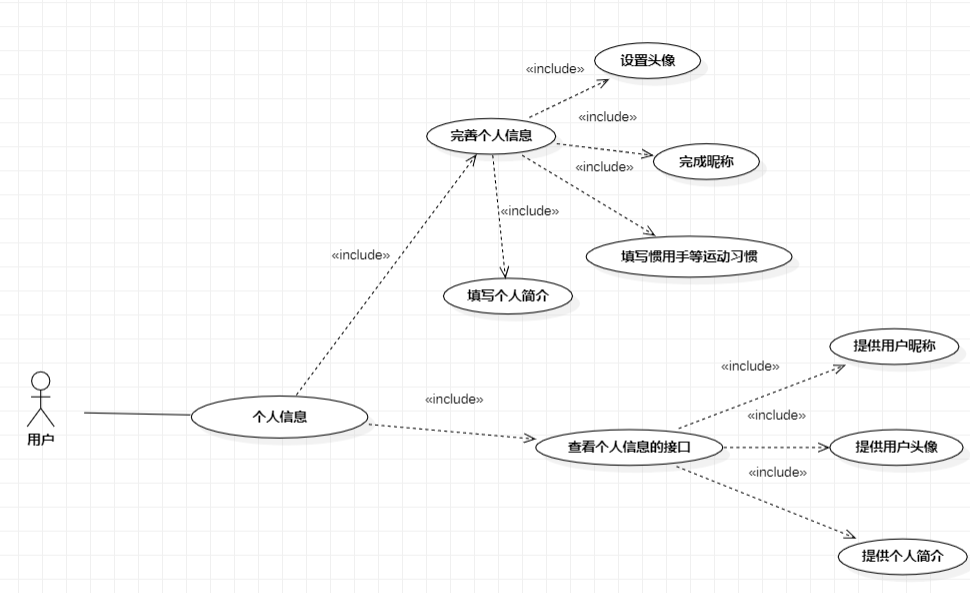 设置头像
«include»
«include»
完善个人信息
完成昵称
«include»
«include»
填写惯用手等运动习惯
«include»
填写个人简介
提供用户昵称
«include»
«include»
个人信息
«include»
用户
查看个人信息的接口
提供用户头像
«include»
提供个人简介